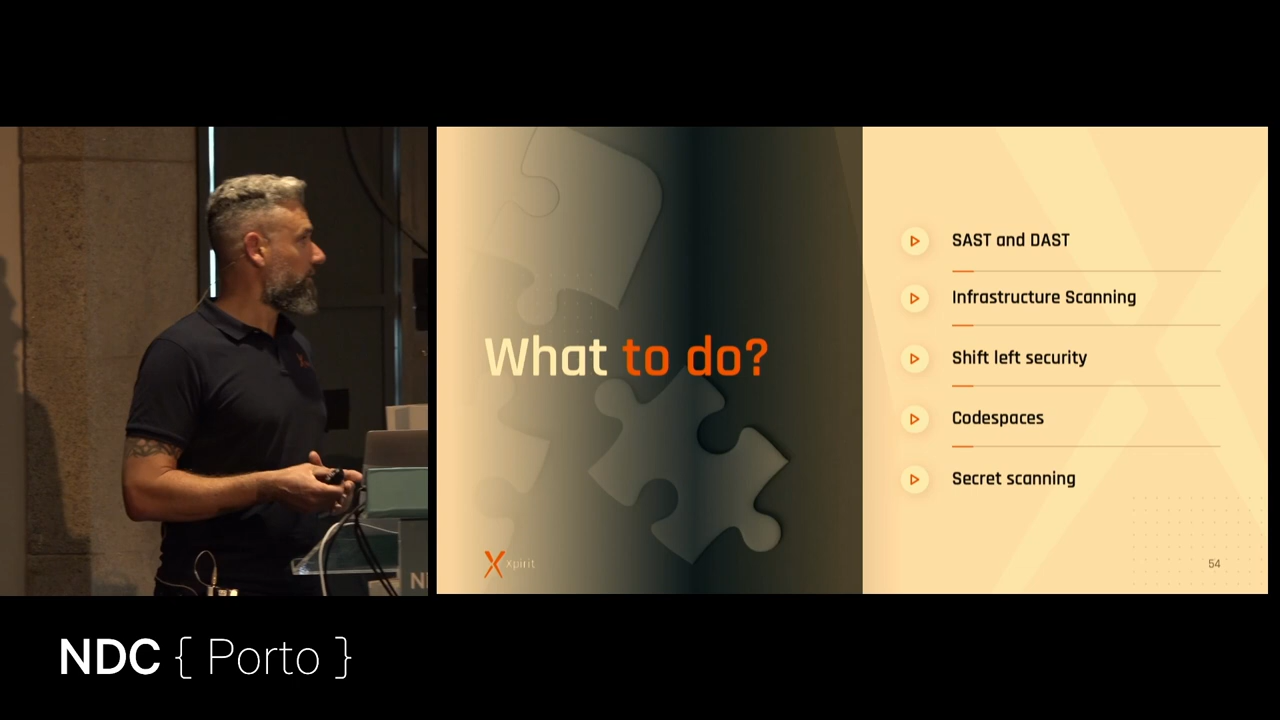 What to do?
Xpirit
SAST and DAST
Infrastructure Scanning
Shift left security
Codespaces
Secret scanning
54
NDC { Porto }